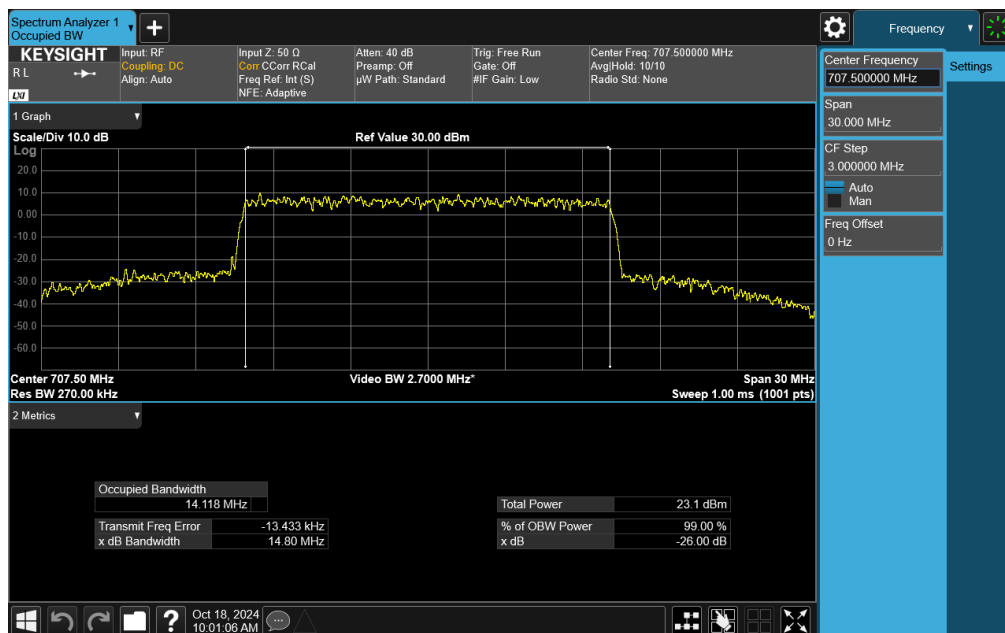 Spectrum Analyzer 1
Occupied BW
Frequency
KEYSIGHT
R L
LXI
Input: RF
Coupling: DC
Align: Auto
Input Z: 50 Ω
Corr CCorr RCal
Freq Ref: Int (S)
NFE: Adaptive
Atten: 40 dB
Preamp: Off
µW Path: Standard
Trig: Free Run
Gate: Off
#IF Gain: Low
Center Freq: 707.500000 MHz
Avg|Hold: 10/10
Radio Std: None
Center Frequency
707.500000 MHz
Settings
Span
30.000 MHz
CF Step
3.000000 MHz
Auto
Man
Freq Offset
0 Hz
1 Graph
Scale/Div 10.0 dB
Ref Value 30.00 dBm
Log
20.0
10.0
0.00
-10.0
-20.0
-30.0
-40.0
-50.0
-60.0
Center 707.50 MHz
Video BW 2.7000 MHz*
Span 30 MHz
Res BW 270.00 kHz
Sweep 1.00 ms (1001 pts)
2 Metrics
Occupied Bandwidth
14.118 MHz
Total Power 23.1 dBm
Transmit Freq Error -13.433 kHz
% of OBW Power 99.00 %
x dB Bandwidth 14.80 MHz
x dB -26.00 dB
?
Oct 18, 2024
10:01:06 AM